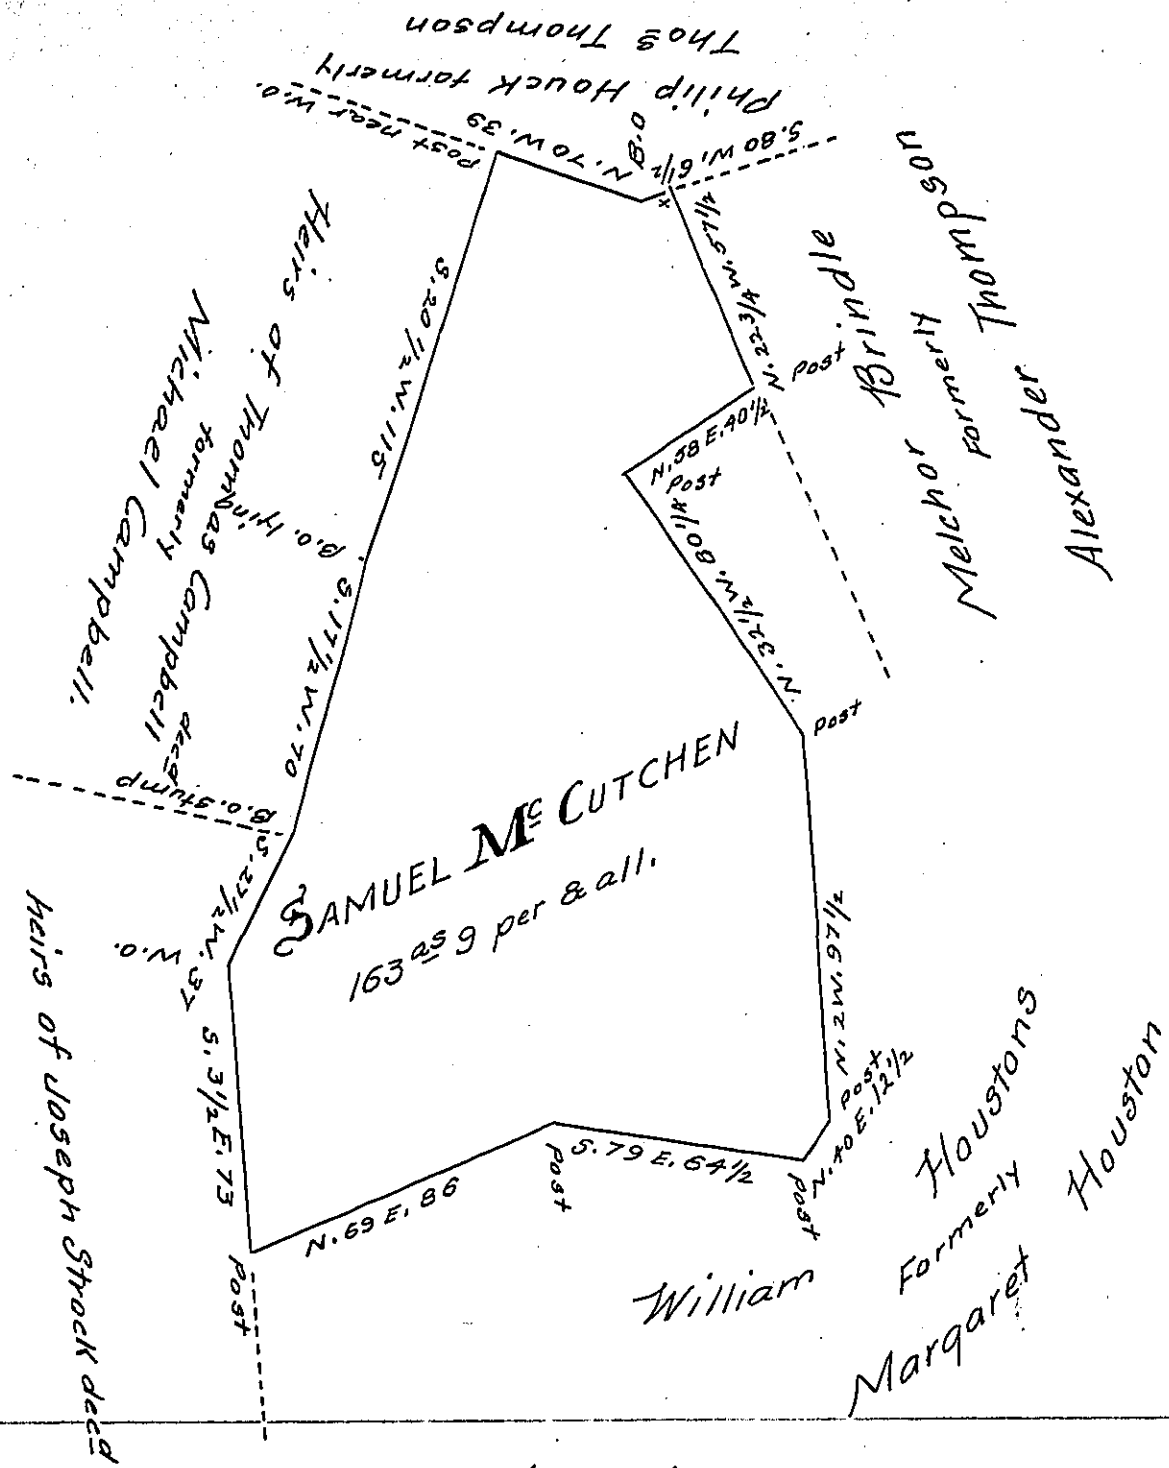 Thos Thompson
Philip Houck formerly
Post near W.O.
N. 70 W. 39
B.O
S. 80 W. 6 1/2
x
N. 22 3/4 W. 57 1/4
Post
Alexander Thompson
Formerly
Melchor Brindle
N. 58 E. 40 1/2
Post
N. 32 1/2 W. 80 1/4
Post
S. 20 1/2 W. 115
Heirs of Thomas Campbell decd
formerly
Michael Campbell.
B.O. lying
S. 17 1/2 W. 70
B.O. stump
S. 27 1/2 W. 37
W.O.
SAMUEL Mc CUTCHEN
163 as 9 per & all.
N. 2 W. 97 1/2
Post
N. 40 E. 12 1/2
Post
S. 79 E. 64 1/2
Post
N. 69 E. 86
S. 3 1/2 E. 73
Post
heirs of Joseph Strock decd
William Houstons
Formerly
Margaret Houston